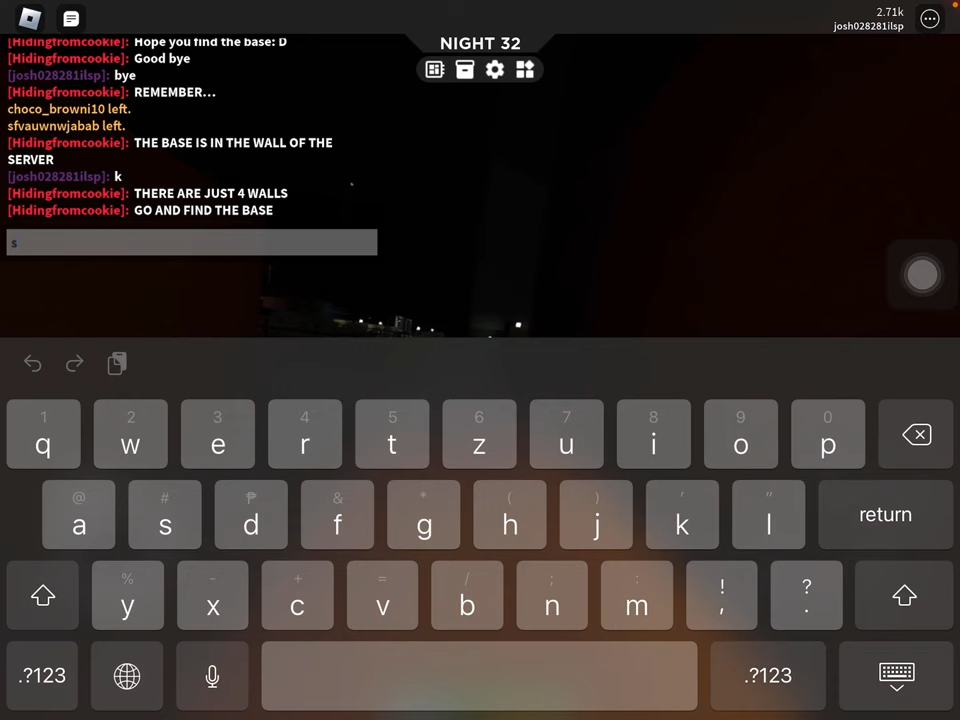 2.71k
josh028281ilsp
NIGHT 32
[Hidingfromcookie]: Hope you find the base: D
[Hidingfromcookie]: Good bye
[josh028281ilsp]: bye
[Hidingfromcookie]: REMEMBER...
choco_browni10 left.
sfvauwnwjabab left.
[Hidingfromcookie]: THE BASE IS IN THE WALL OF THE
SERVER
[josh028281ilsp]: k
[Hidingfromcookie]: THERE ARE JUST 4 WALLS
[Hidingfromcookie]: GO AND FIND THE BASE
s
1 2 3 4 5 6 7 8 9 0
q w e r t z u i o p
@ # ₱ & * ( ) ' "
a s d f g h j k l return
% - + = / ; : ! ?
y x c v b n m , .
.?123 .?123